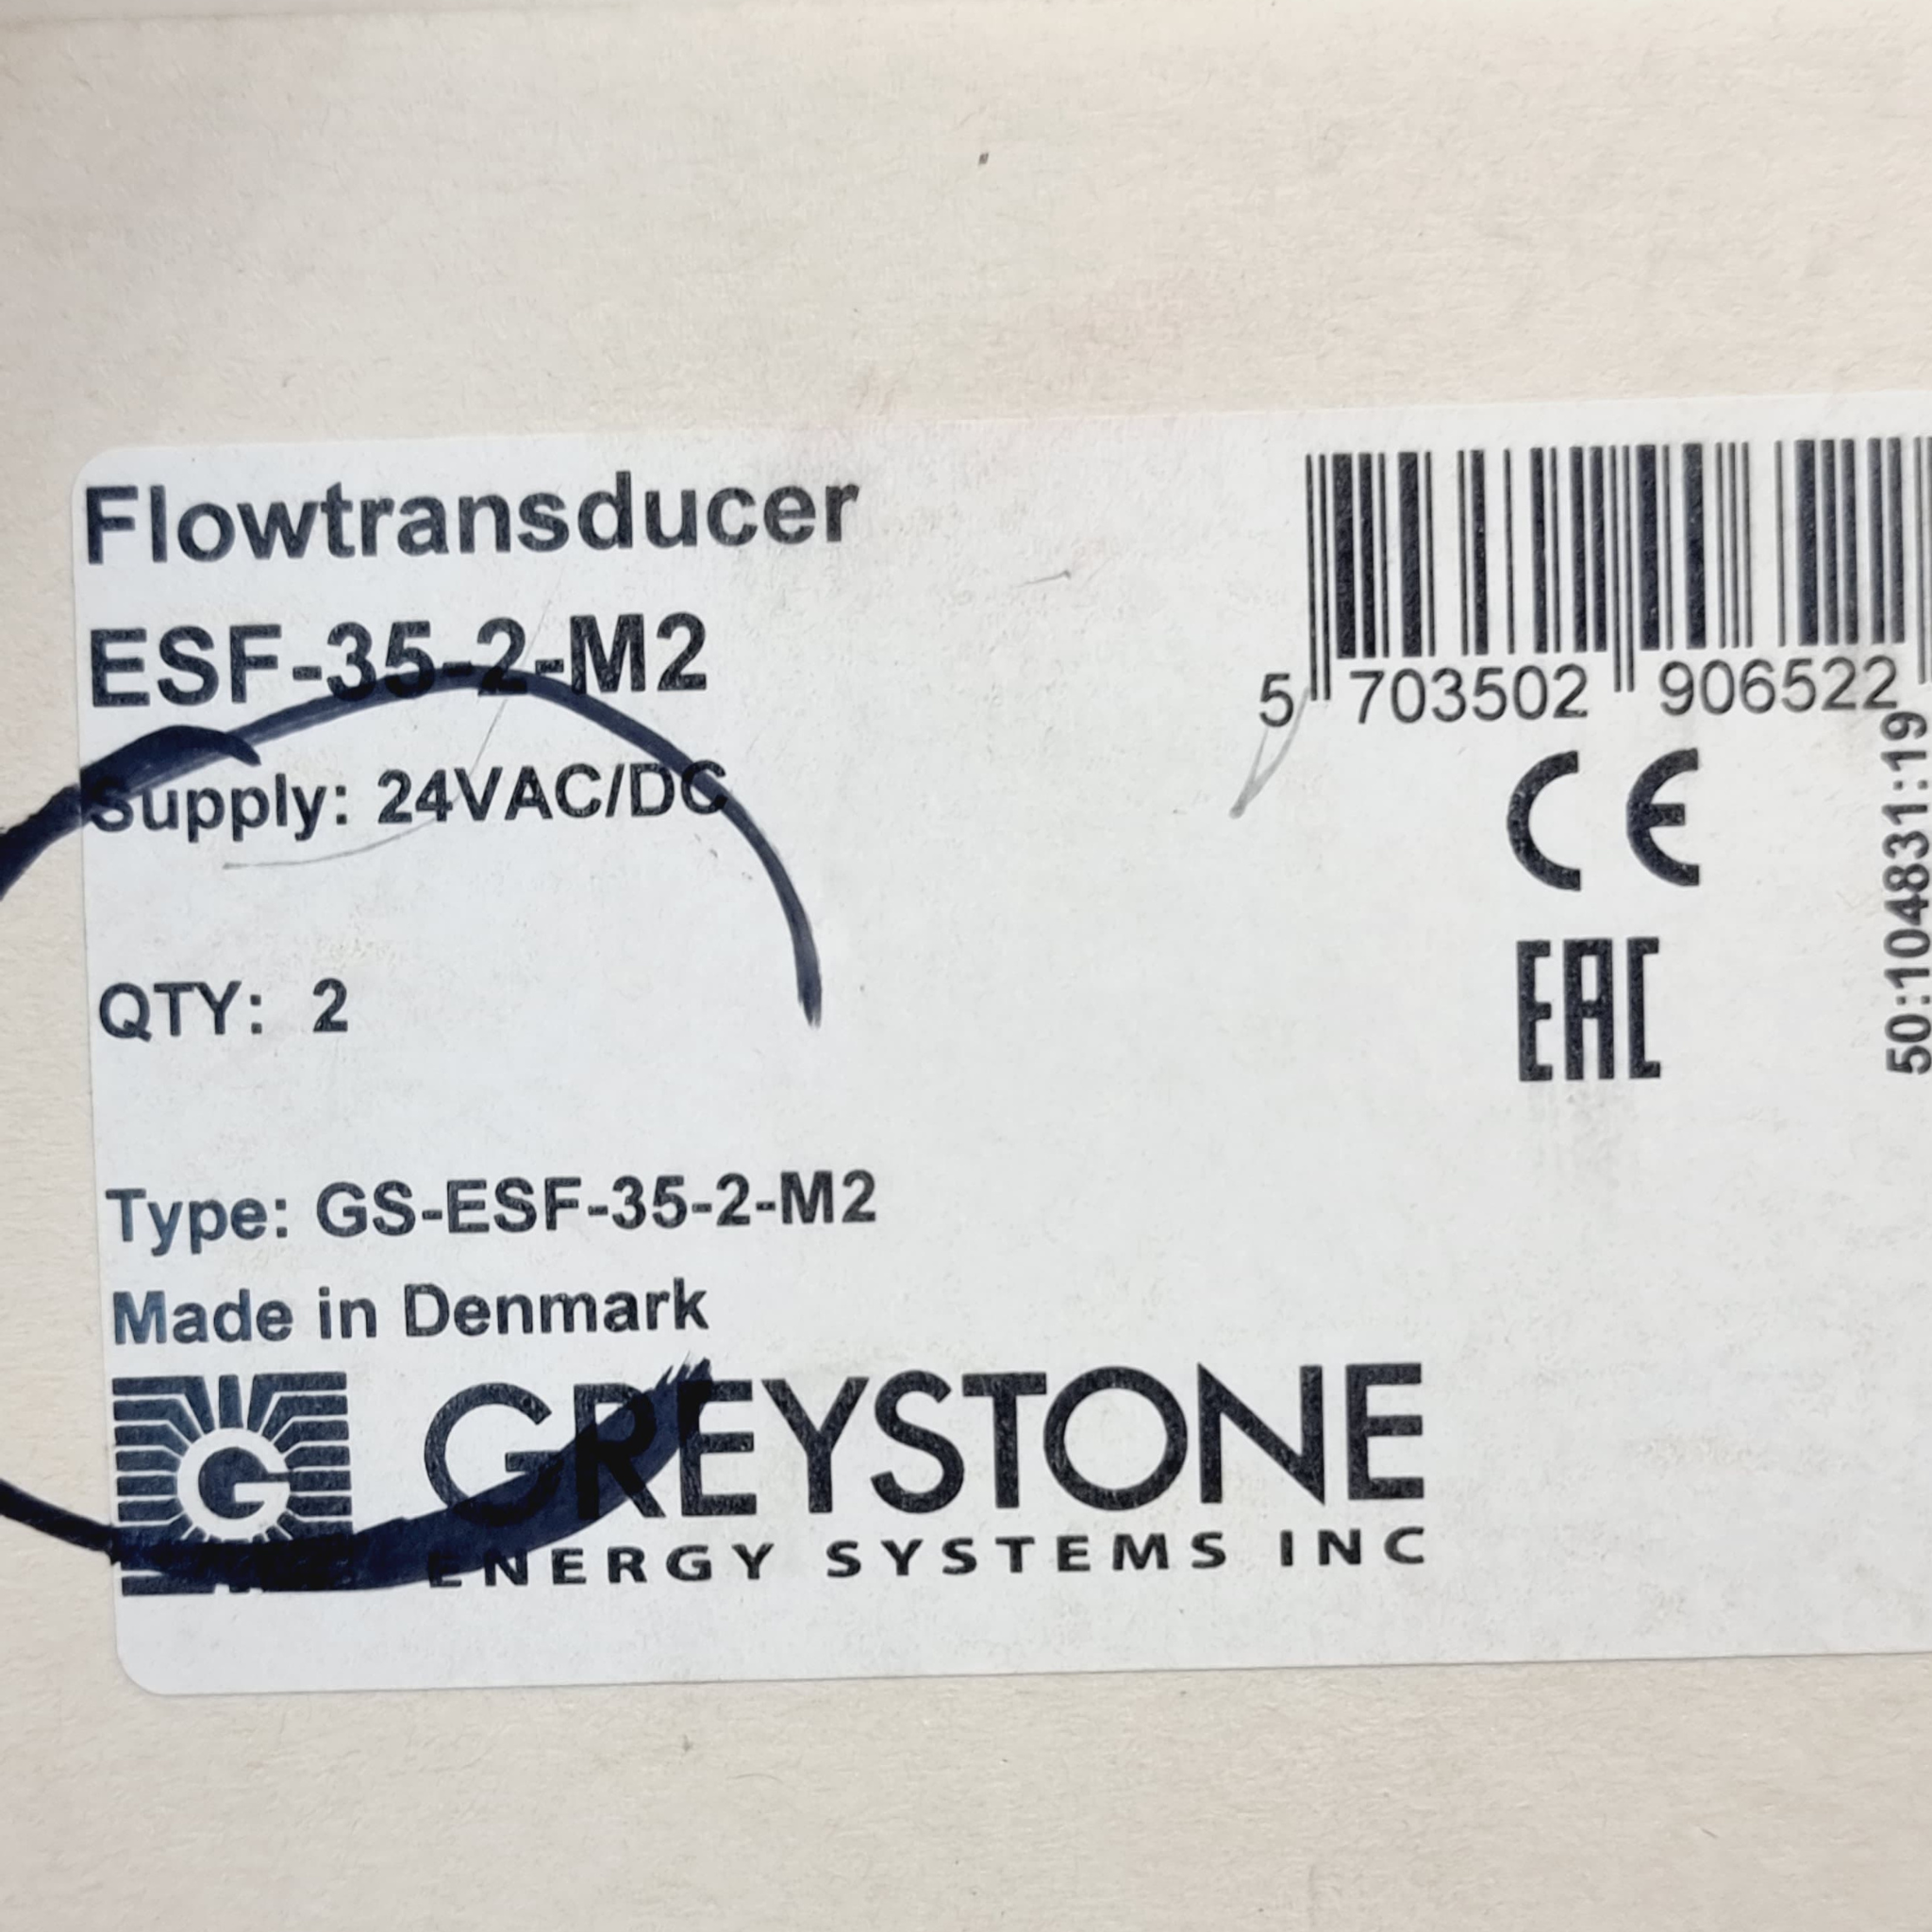 Flowtransducer
ESF-35-2-M2
Supply: 24VAC/DC
QTY: 2
Type: GS-ESF-35-2-M2
Made in Denmark
G
GREYSTONE
ENERGY SYSTEMS INC
5 703502 906522
CE
EAC
50:104831:19